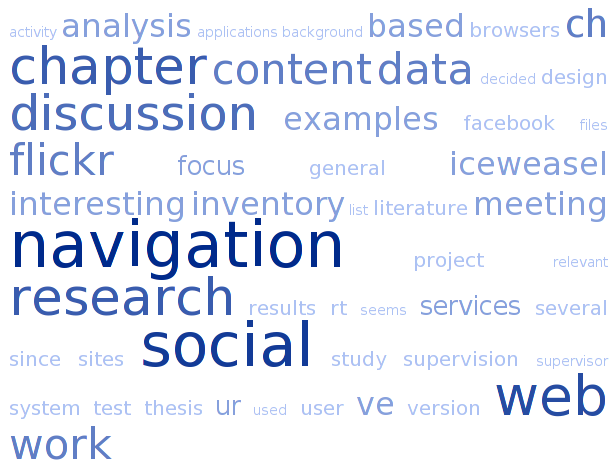 activity analysis applications background based browsers ch
chapter content data decided design
discussion examples facebook files
flickr focus general iceweasel
interesting inventory list literature meeting
navigation project relevant
research results rt seems services several
since sites social study supervision supervisor
system test thesis ur used user ve version web
work